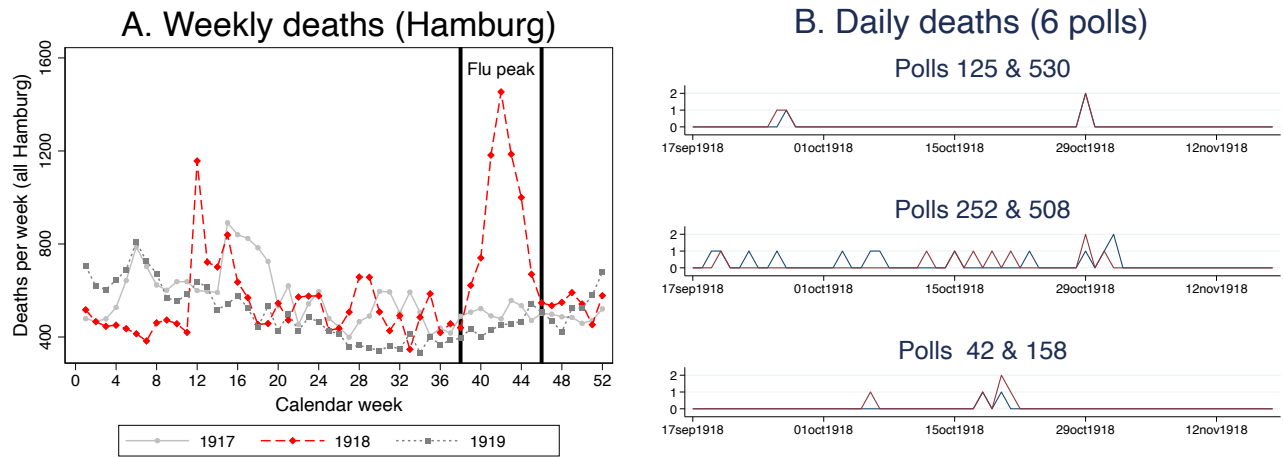 A. Weekly deaths (Hamburg)
Deaths per week (all Hamburg)
1600
1200
800
400
Flu peak
0 4 8 12 16 20 24 28 32 36 40 44 48 52
Calendar week
1917 1918 1919
B. Daily deaths (6 polls)
Polls 125 & 530
2
1
0
17sep1918 01oct1918 15oct1918 29oct1918 12nov1918
Polls 252 & 508
2
1
0
17sep1918 01oct1918 15oct1918 29oct1918 12nov1918
Polls 42 & 158
2
1
0
17sep1918 01oct1918 15oct1918 29oct1918 12nov1918